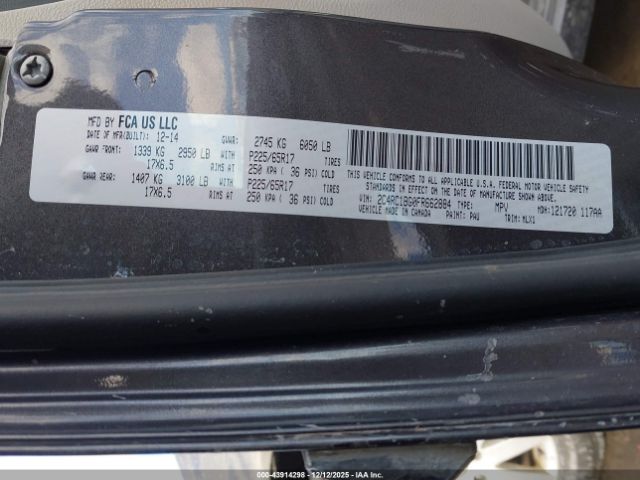 MFD BY FCA US LLC
DATE OF MFR(BUILT): 12-14 GVWR: 2745 KG 6050 LB
GAWR FRONT: 1339 KG 2950 LB WITH P225/65R17 TIRES
17X6.5 RIMS AT 250 KPA ( 36 PSI) COLD
GAWR REAR: 1407 KG 3100 LB WITH P225/65R17 TIRES
17X6.5 RIMS AT 250 KPA ( 36 PSI) COLD
THIS VEHICLE CONFORMS TO ALL APPLICABLE U.S.A. FEDERAL MOTOR VEHICLE SAFETY
STANDARDS IN EFFECT ON THE DATE OF MANUFACTURE SHOWN ABOVE.
VIN: 2C4RC1BG0FR662884 TYPE: MPV
VEHICLE MADE IN CANADA PAINT: PAU TRIM: MLX1 MDH: 121720 117AA
000-43914298 - 12/12/2025 - IAA.